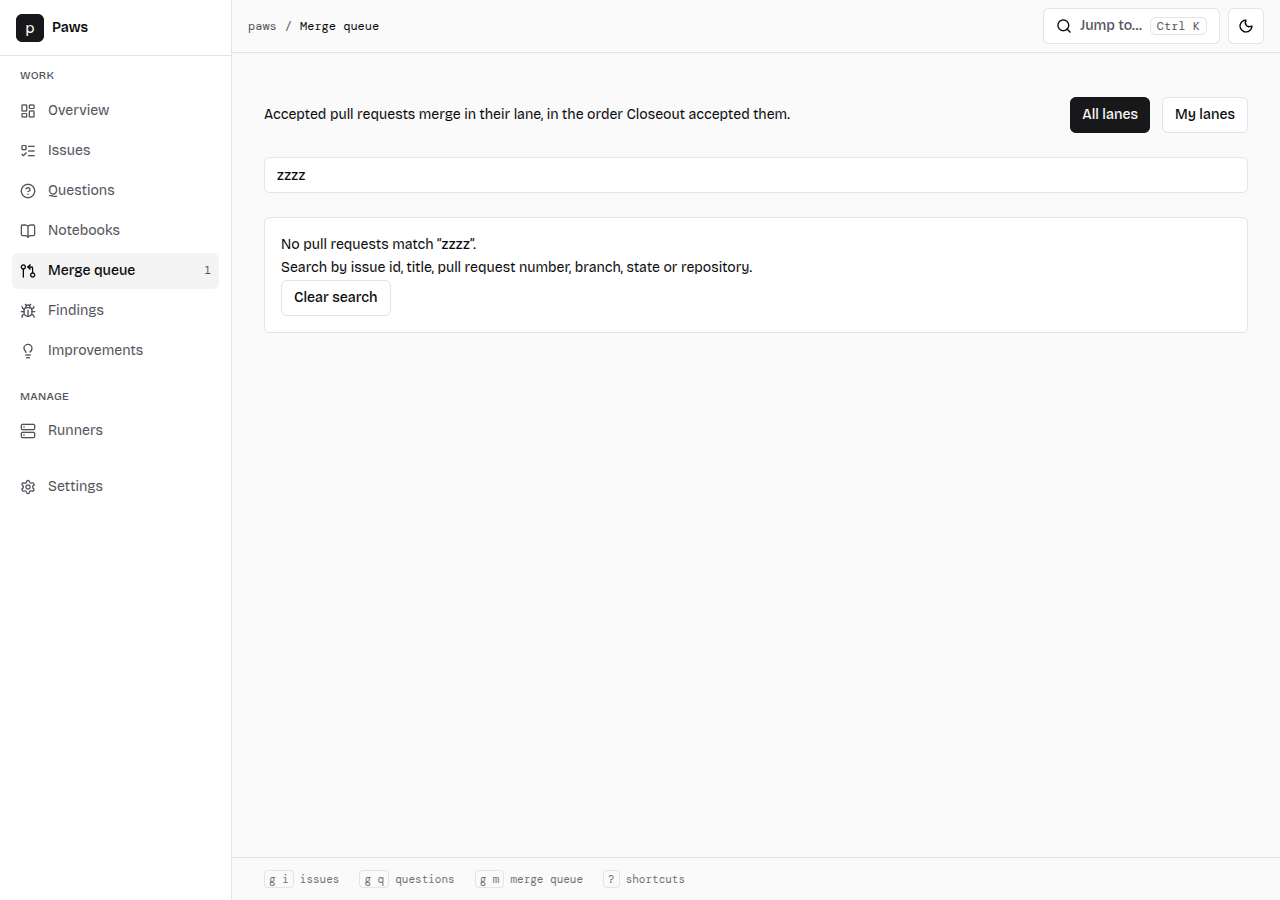 p Paws
paws / Merge queue
Jump to... Ctrl K
WORK
Overview
Issues
Questions
Notebooks
Merge queue 1
Findings
Improvements
MANAGE
Runners
Settings
Accepted pull requests merge in their lane, in the order Closeout accepted them.
All lanes
My lanes
zzzz
No pull requests match “zzzz”.
Search by issue id, title, pull request number, branch, state or repository.
Clear search
g i issues g q questions g m merge queue ? shortcuts